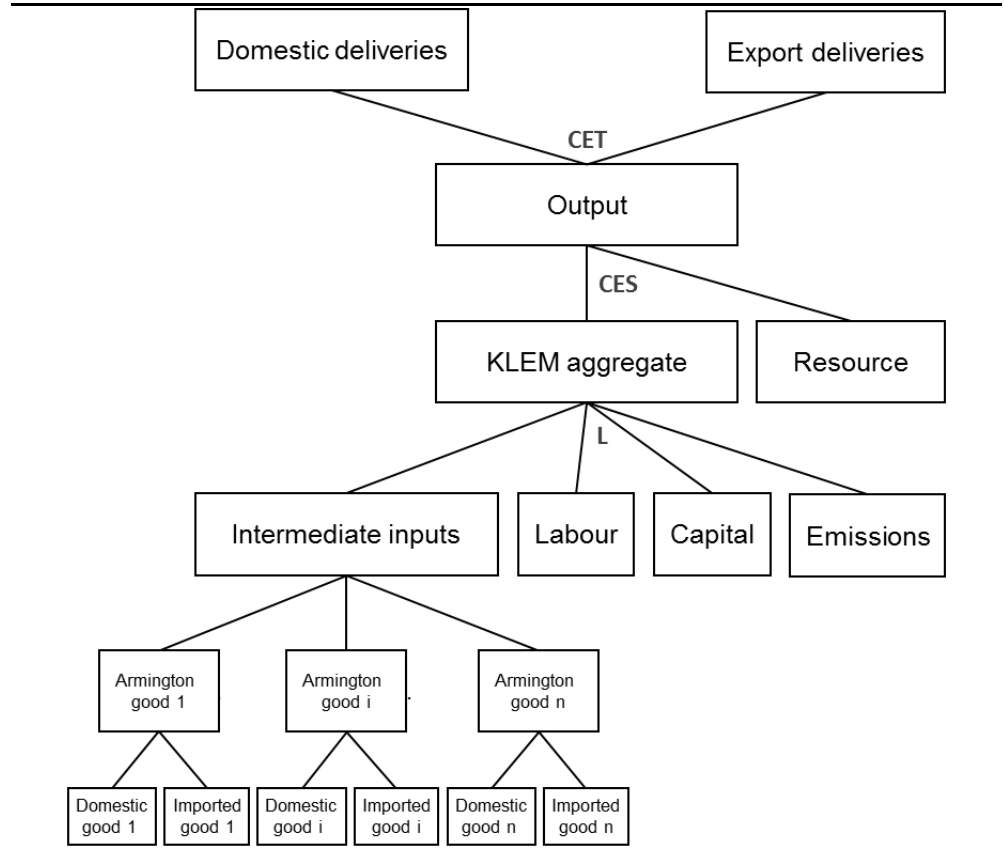 Domestic deliveries
Export deliveries
CET
Output
CES
KLEM aggregate
Resource
L
Intermediate inputs
Labour
Capital
Emissions
Armington
good 1
Armington
good i
.
Armington
good n
Domestic
good 1
Imported
good 1
Domestic
good i
Imported
good i
Domestic
good n
Imported
good n